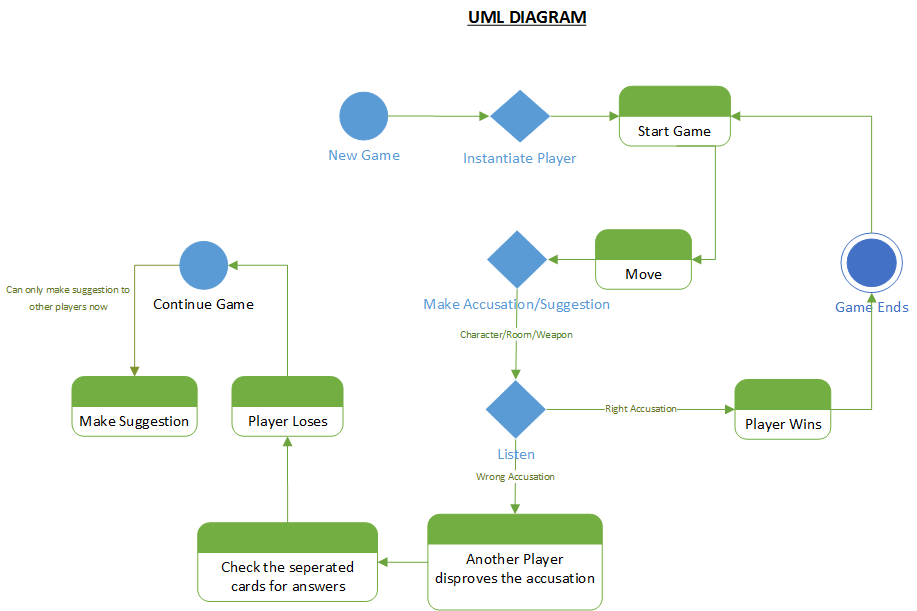 UML DIAGRAM
New Game
Instantiate Player
Start Game
Move
Make Accusation/Suggestion
Character/Room/Weapon
Continue Game
Can only make suggestion to
other players now
Game Ends
Make Suggestion
Player Loses
Listen
Right Accusation
Player Wins
Wrong Accusation
Another Player
disproves the accusation
Check the seperated
cards for answers